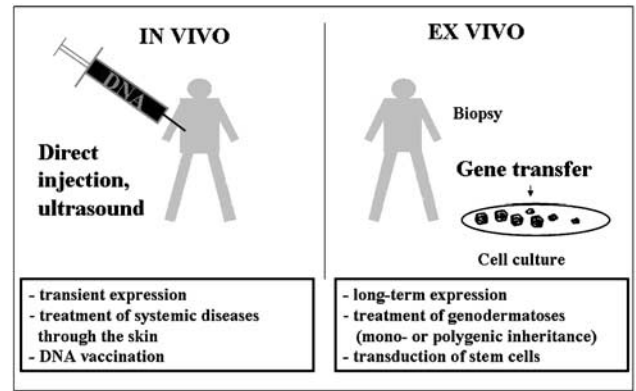 IN VIVO
DNA
Direct
injection,
ultrasound
- transient expression
- treatment of systemic diseases
through the skin
- DNA vaccination
EX VIVO
Biopsy
Gene transfer
Cell culture
- long-term expression
- treatment of genodermatoses
(mono- or polygenic inheritance)
- transduction of stem cells